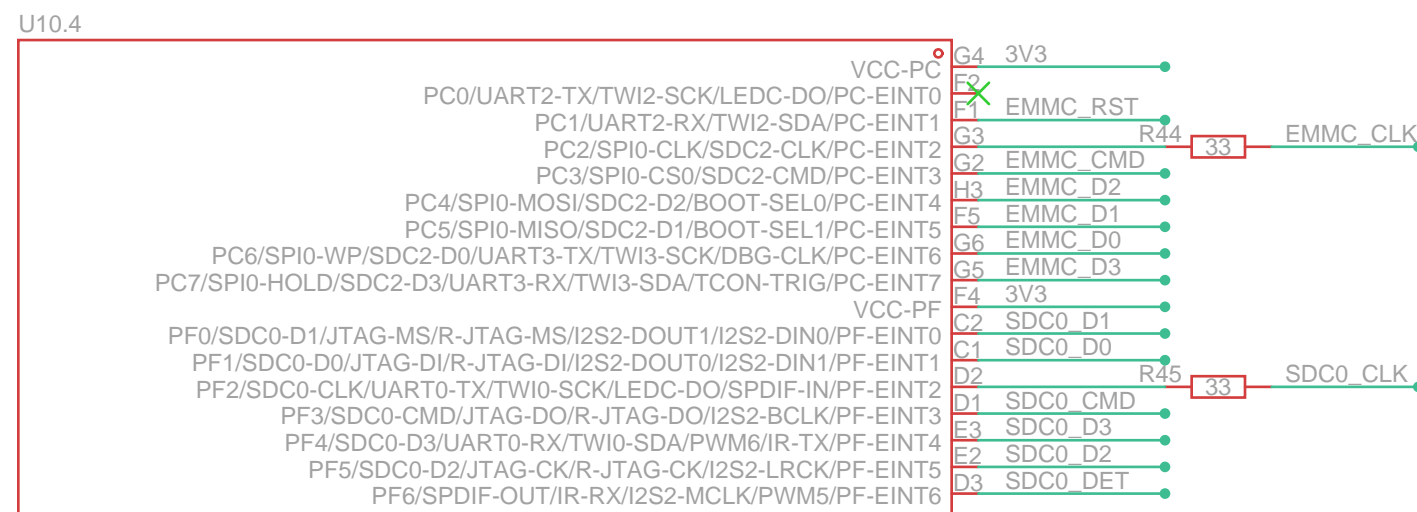 U10.4
VCC-PC G4 3V3
PC0/UART2-TX/TWI2-SCK/LEDC-DO/PC-EINT0 F2
PC1/UART2-RX/TWI2-SDA/PC-EINT1 F1 EMMC_RST
PC2/SPI0-CLK/SDC2-CLK/PC-EINT2 G3 R44 33 EMMC_CLK
PC3/SPI0-CS0/SDC2-CMD/PC-EINT3 G2 EMMC_CMD
PC4/SPI0-MOSI/SDC2-D2/BOOT-SEL0/PC-EINT4 H3 EMMC_D2
PC5/SPI0-MISO/SDC2-D1/BOOT-SEL1/PC-EINT5 F5 EMMC_D1
PC6/SPI0-WP/SDC2-D0/UART3-TX/TWI3-SCK/DBG-CLK/PC-EINT6 G6 EMMC_D0
PC7/SPI0-HOLD/SDC2-D3/UART3-RX/TWI3-SDA/TCON-TRIG/PC-EINT7 G5 EMMC_D3
VCC-PF F4 3V3
PF0/SDC0-D1/JTAG-MS/R-JTAG-MS/I2S2-DOUT1/I2S2-DIN0/PF-EINT0 C2 SDC0_D1
PF1/SDC0-D0/JTAG-DI/R-JTAG-DI/I2S2-DOUT0/I2S2-DIN1/PF-EINT1 C1 SDC0_D0
PF2/SDC0-CLK/UART0-TX/TWI0-SCK/LEDC-DO/SPDIF-IN/PF-EINT2 D2 R45 33 SDC0_CLK
PF3/SDC0-CMD/JTAG-DO/R-JTAG-DO/I2S2-BCLK/PF-EINT3 D1 SDC0_CMD
PF4/SDC0-D3/UART0-RX/TWI0-SDA/PWM6/IR-TX/PF-EINT4 E3 SDC0_D3
PF5/SDC0-D2/JTAG-CK/R-JTAG-CK/I2S2-LRCK/PF-EINT5 E2 SDC0_D2
PF6/SPDIF-OUT/IR-RX/I2S2-MCLK/PWM5/PF-EINT6 D3 SDC0_DET